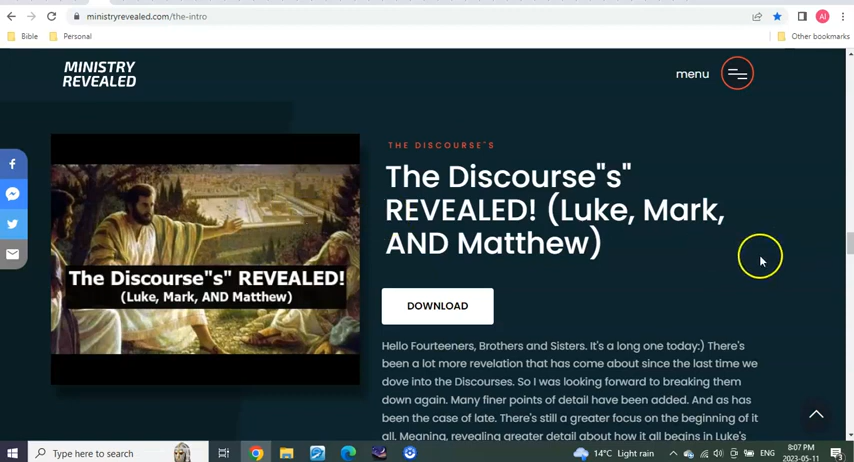 ministryrevealed.com/the-intro
Bible
Personal
Other bookmarks
MINISTRY
REVEALED
menu
THE DISCOURSE"S
The Discourse"s"
REVEALED! (Luke, Mark,
AND Matthew)
The Discourse"s" REVEALED!
(Luke, Mark, AND Matthew)
DOWNLOAD
Hello Fourteeners, Brothers and Sisters. It's a long one today:) There's
been a lot more revelation that has come about since the last time we
dove into the Discourses. So I was looking forward to breaking them
down again. Many finer points of detail have been added. And as has
been the case of late. There's still a greater focus on the beginning of it
all. Meaning, revealing greater detail about how it all begins in Luke's
Type here to search
14°C Light rain
ENG
8:07 PM
2023-05-11